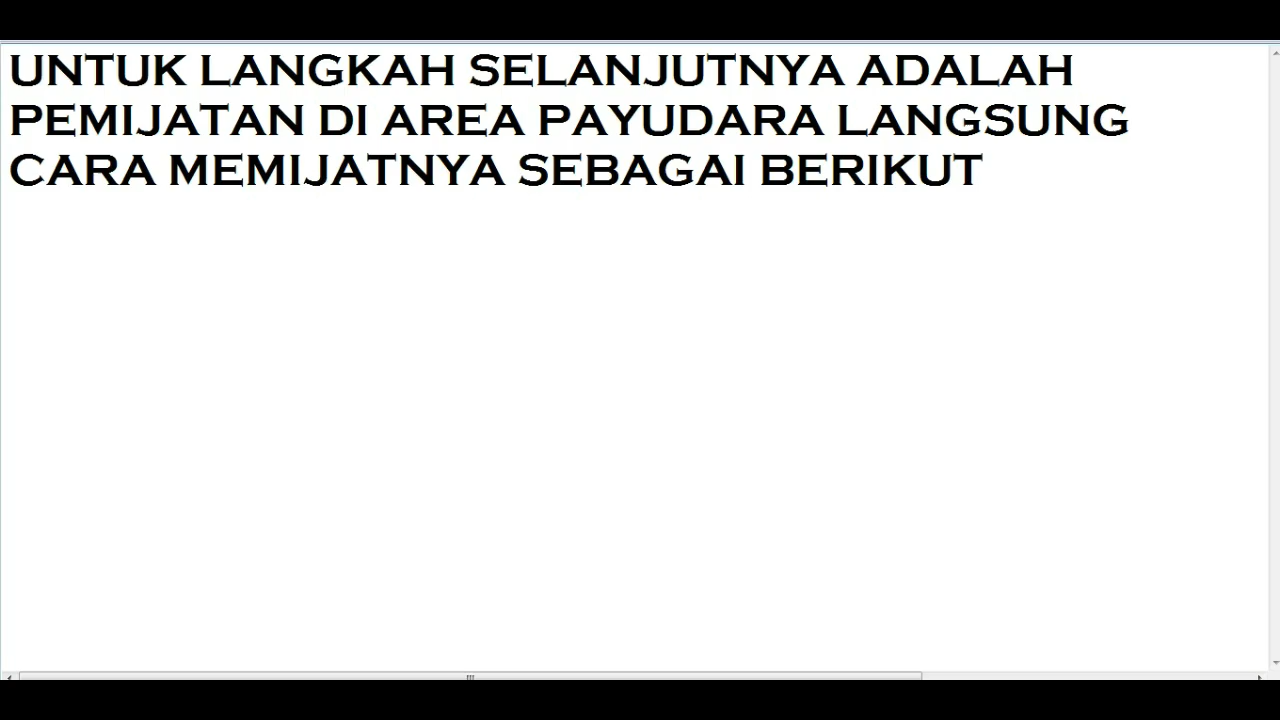 UNTUK LANGKAH SELANJUTNYA ADALAH
PEMIJATAN DI AREA PAYUDARA LANGSUNG
CARA MEMIJATNYA SEBAGAI BERIKUT